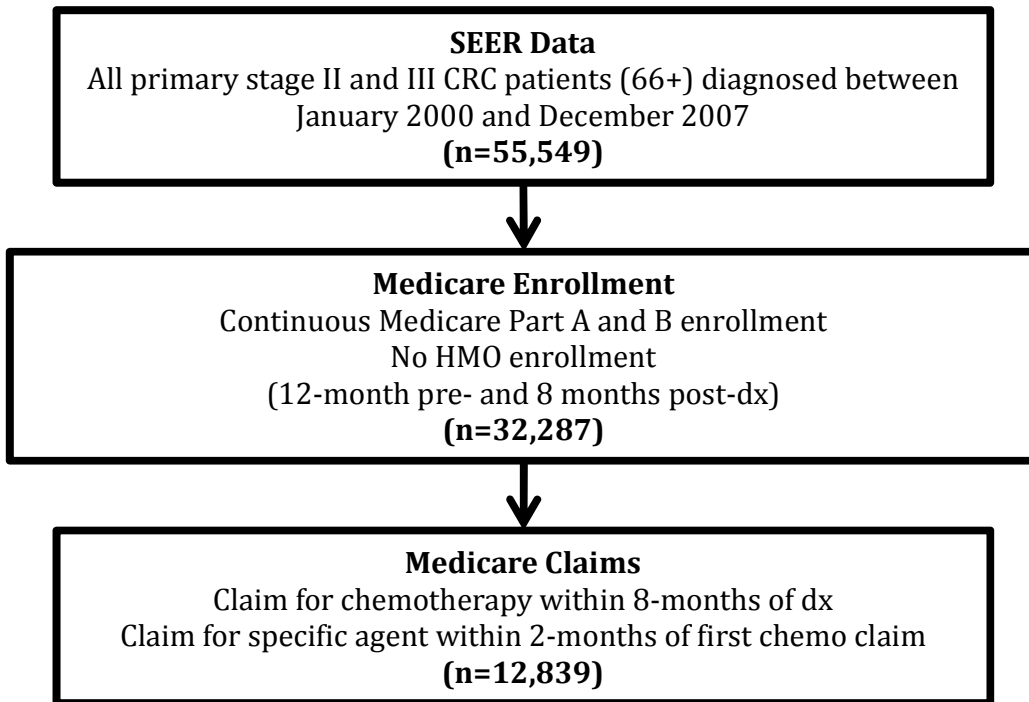 SEER Data
All primary stage II and III CRC patients (66+) diagnosed between
January 2000 and December 2007
(n=55,549)
Medicare Enrollment
Continuous Medicare Part A and B enrollment
No HMO enrollment
(12-month pre- and 8 months post-dx)
(n=32,287)
Medicare Claims
Claim for chemotherapy within 8-months of dx
Claim for specific agent within 2-months of first chemo claim
(n=12,839)